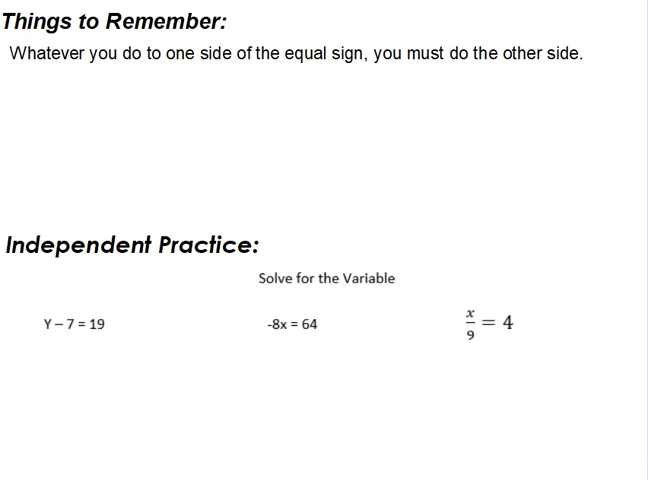 Things to Remember:
Whatever you do to one side of the equal sign, you must do the other side.
Independent Practice:
Solve for the Variable
Y – 7 = 19 -8x = 64 x/9 = 4